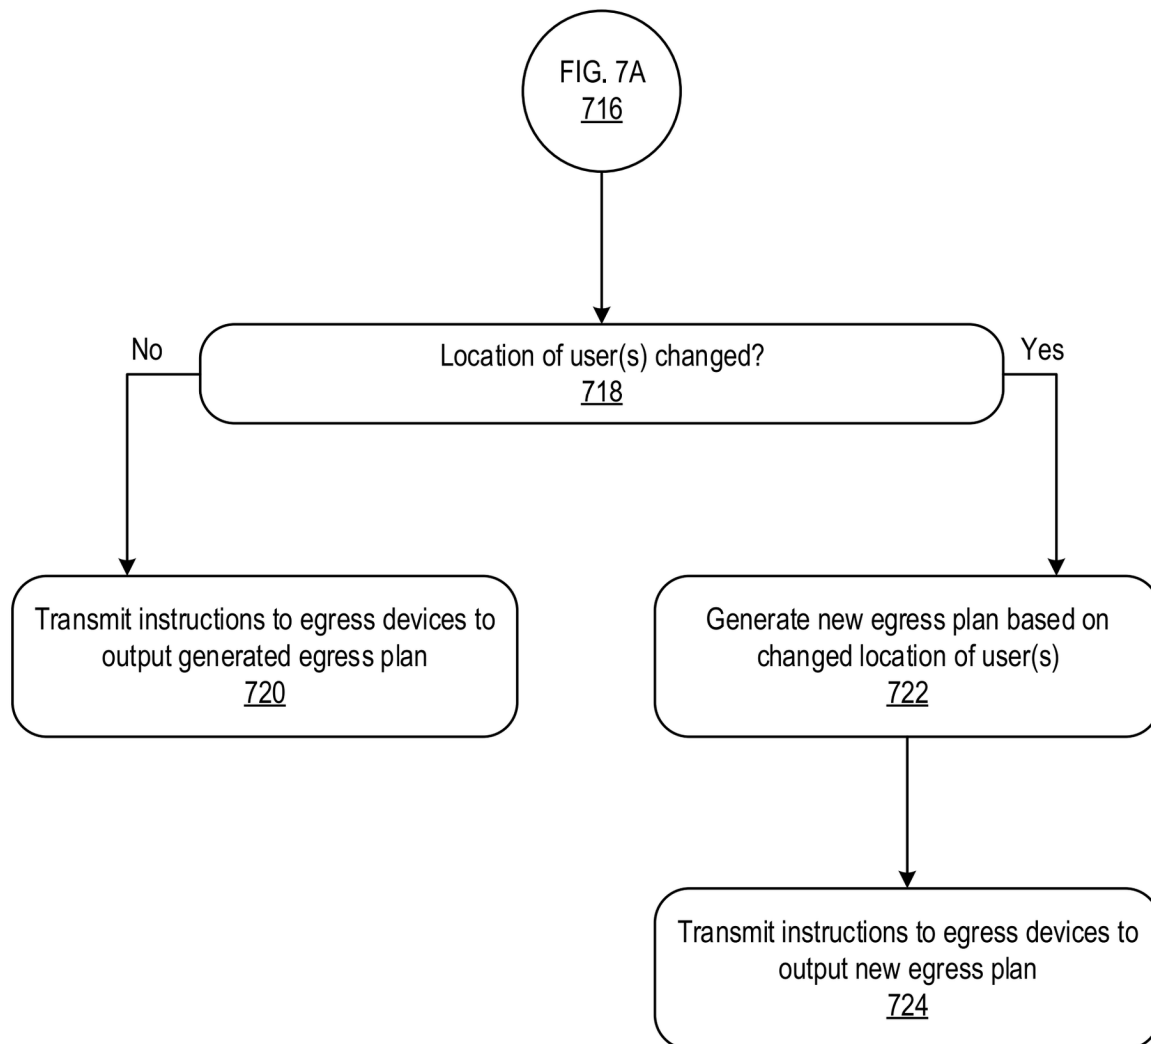 FIG. 7A
716
Location of user(s) changed?
718
No
Yes
Transmit instructions to egress devices to
output generated egress plan
720
Generate new egress plan based on
changed location of user(s)
722
Transmit instructions to egress devices to
output new egress plan
724